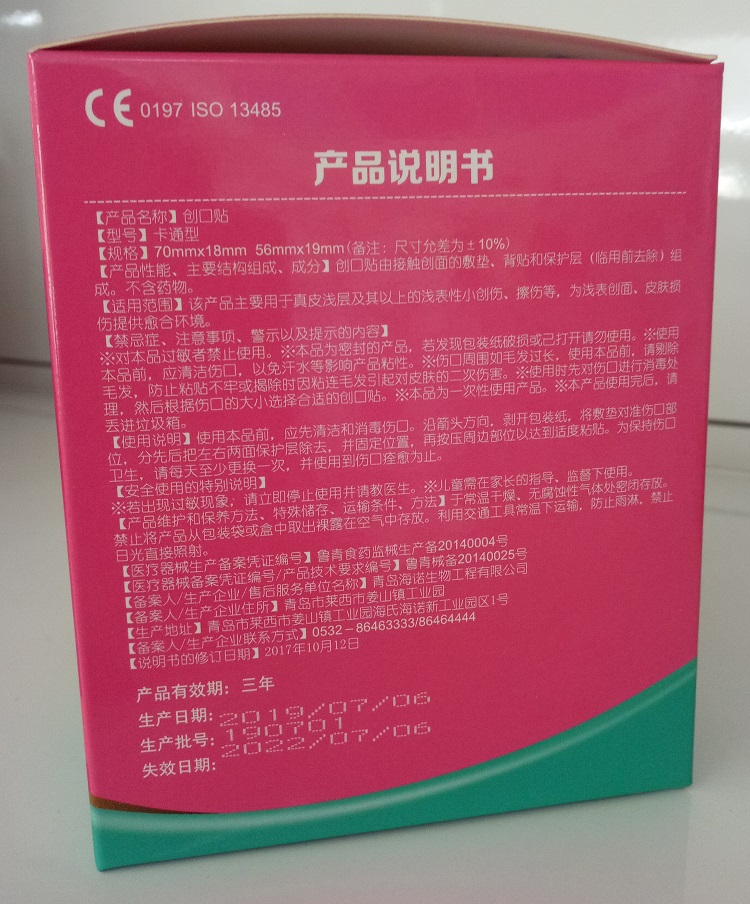 CE 0197 ISO 13485
产品说明书
【产品名称】创口贴
【型号】卡通型
【规格】70mmx18mm 56mmx19mm(备注：尺寸允差为±10%)
【产品性能、主要结构组成、成分】创口贴由接触创面的敷垫、背贴和保护层（临用前去除）组
成。不含药物。
【适用范围】该产品主要用于真皮浅层及其以上的浅表性小创伤、擦伤等，为浅表创面、皮肤损
伤提供愈合环境。
【禁忌症、注意事项、警示以及提示的内容】
※对本品过敏者禁止使用。※本品为密封的产品，若发现包装纸破损或已打开请勿使用。※使用
本品前，应清洁伤口，以免汗水等影响产品粘性。※伤口周围如毛发过长，使用本品前，请剔除
毛发，防止粘贴不牢或揭除时因粘连毛发引起对皮肤的二次伤害。※使用时先对伤口进行消毒处
理，然后根据伤口的大小选择合适的创口贴。※本品为一次性使用产品。※本产品使用完后，请
丢进垃圾箱。
【使用说明】使用本品前，应先清洁和消毒伤口。沿箭头方向，剥开包装纸，将敷垫对准伤口部
位，分先后把左右两面保护层除去，并固定位置，再按压周边部位以达到适度粘贴。为保持伤口
卫生，请每天至少更换一次，并使用到伤口痊愈为止。
【安全使用的特别说明】
※若出现过敏现象，请立即停止使用并请教医生。※儿童需在家长的指导、监督下使用。
【产品维护和保养方法、特殊储存、运输条件、方法】于常温干燥、无腐蚀性气体处密闭存放。
禁止将产品从包装袋或盒中取出裸露在空气中存放。利用交通工具常温下运输，防止雨淋，禁止
日光直接照射。
【医疗器械生产备案凭证编号】鲁青食药监械生产备20140004号
【医疗器械备案凭证编号/产品技术要求编号】鲁青械备20140025号
【备案人/生产企业/售后服务单位名称】青岛海诺生物工程有限公司
【备案人/生产企业住所】青岛市莱西市姜山镇工业园
【生产地址】青岛市莱西市姜山镇工业园海氏海诺新工业园区1号
【备案人/生产企业联系方式】0532－86463333/86464444
【说明书的修订日期】2017年10月12日
产品有效期：三年
生产日期：2019/07/06
生产批号：190701
失效日期：2022/07/06